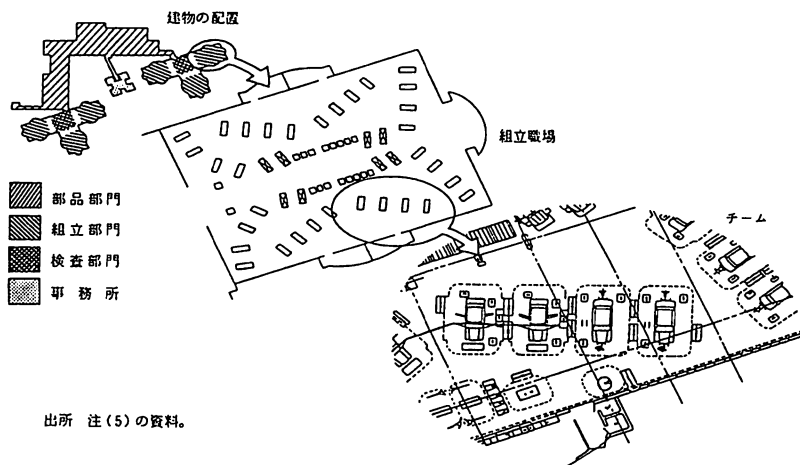 建物の配置
組立職場
チーム
部品部門
組立部門
検査部門
事務所
出所 注(5)の資料。